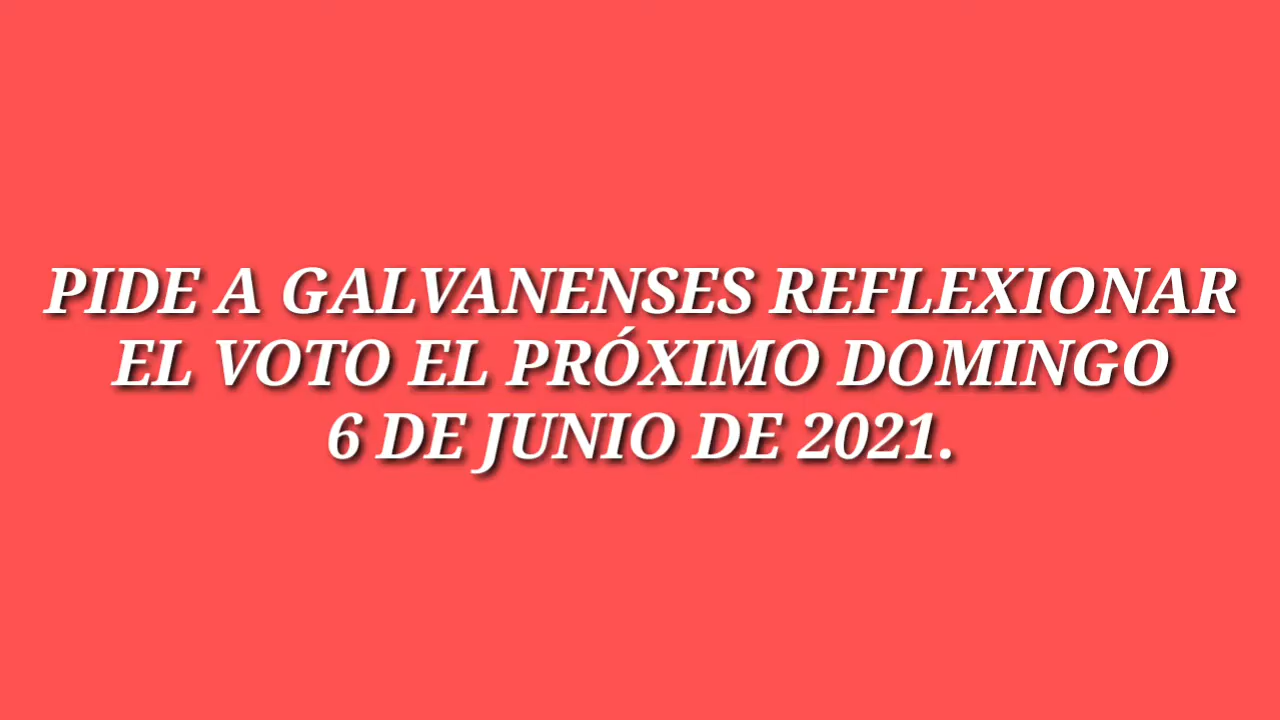 PIDE A GALVANENSES REFLEXIONAR
EL VOTO EL PRÓXIMO DOMINGO
6 DE JUNIO DE 2021.